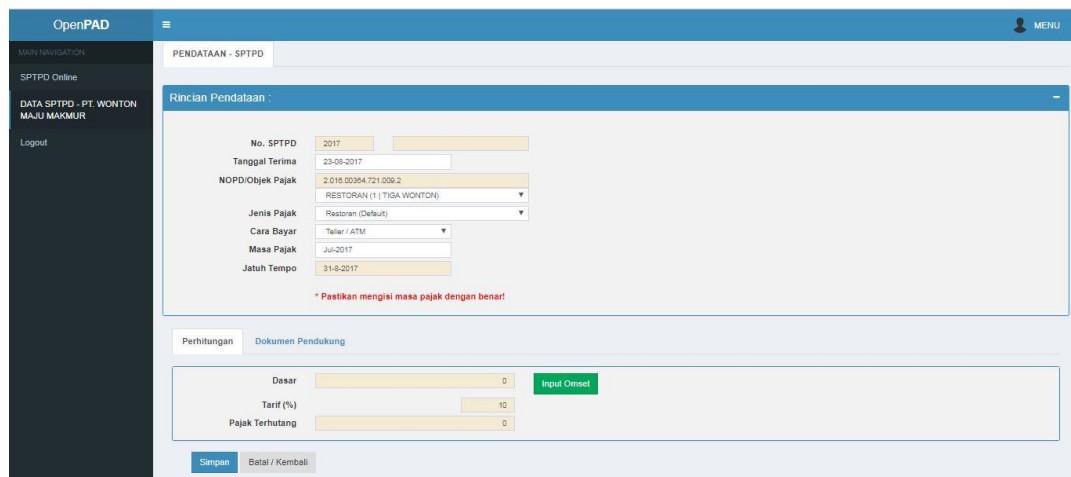 OpenPAD
MENU
MAIN NAVIGATION
SPTPD Online
DATA SPTPD - PT. WONTON
MAJU MAKMUR
Logout
PENDATAAN - SPTPD
Rincian Pendataan :
No. SPTPD 2017
Tanggal Terima 23-08-2017
NOPD/Objek Pajak 2.016.00364.721.009.2
RESTORAN (1 | TIGA WONTON)
Jenis Pajak Restoran (Default)
Cara Bayar Teller / ATM
Masa Pajak Jul-2017
Jatuh Tempo 31-8-2017
* Pastikan mengisi masa pajak dengan benar!
Perhitungan Dokumen Pendukung
Dasar 0 Input Omset
Tarif (%) 10
Pajak Terhutang 0
Simpan Batal / Kembali